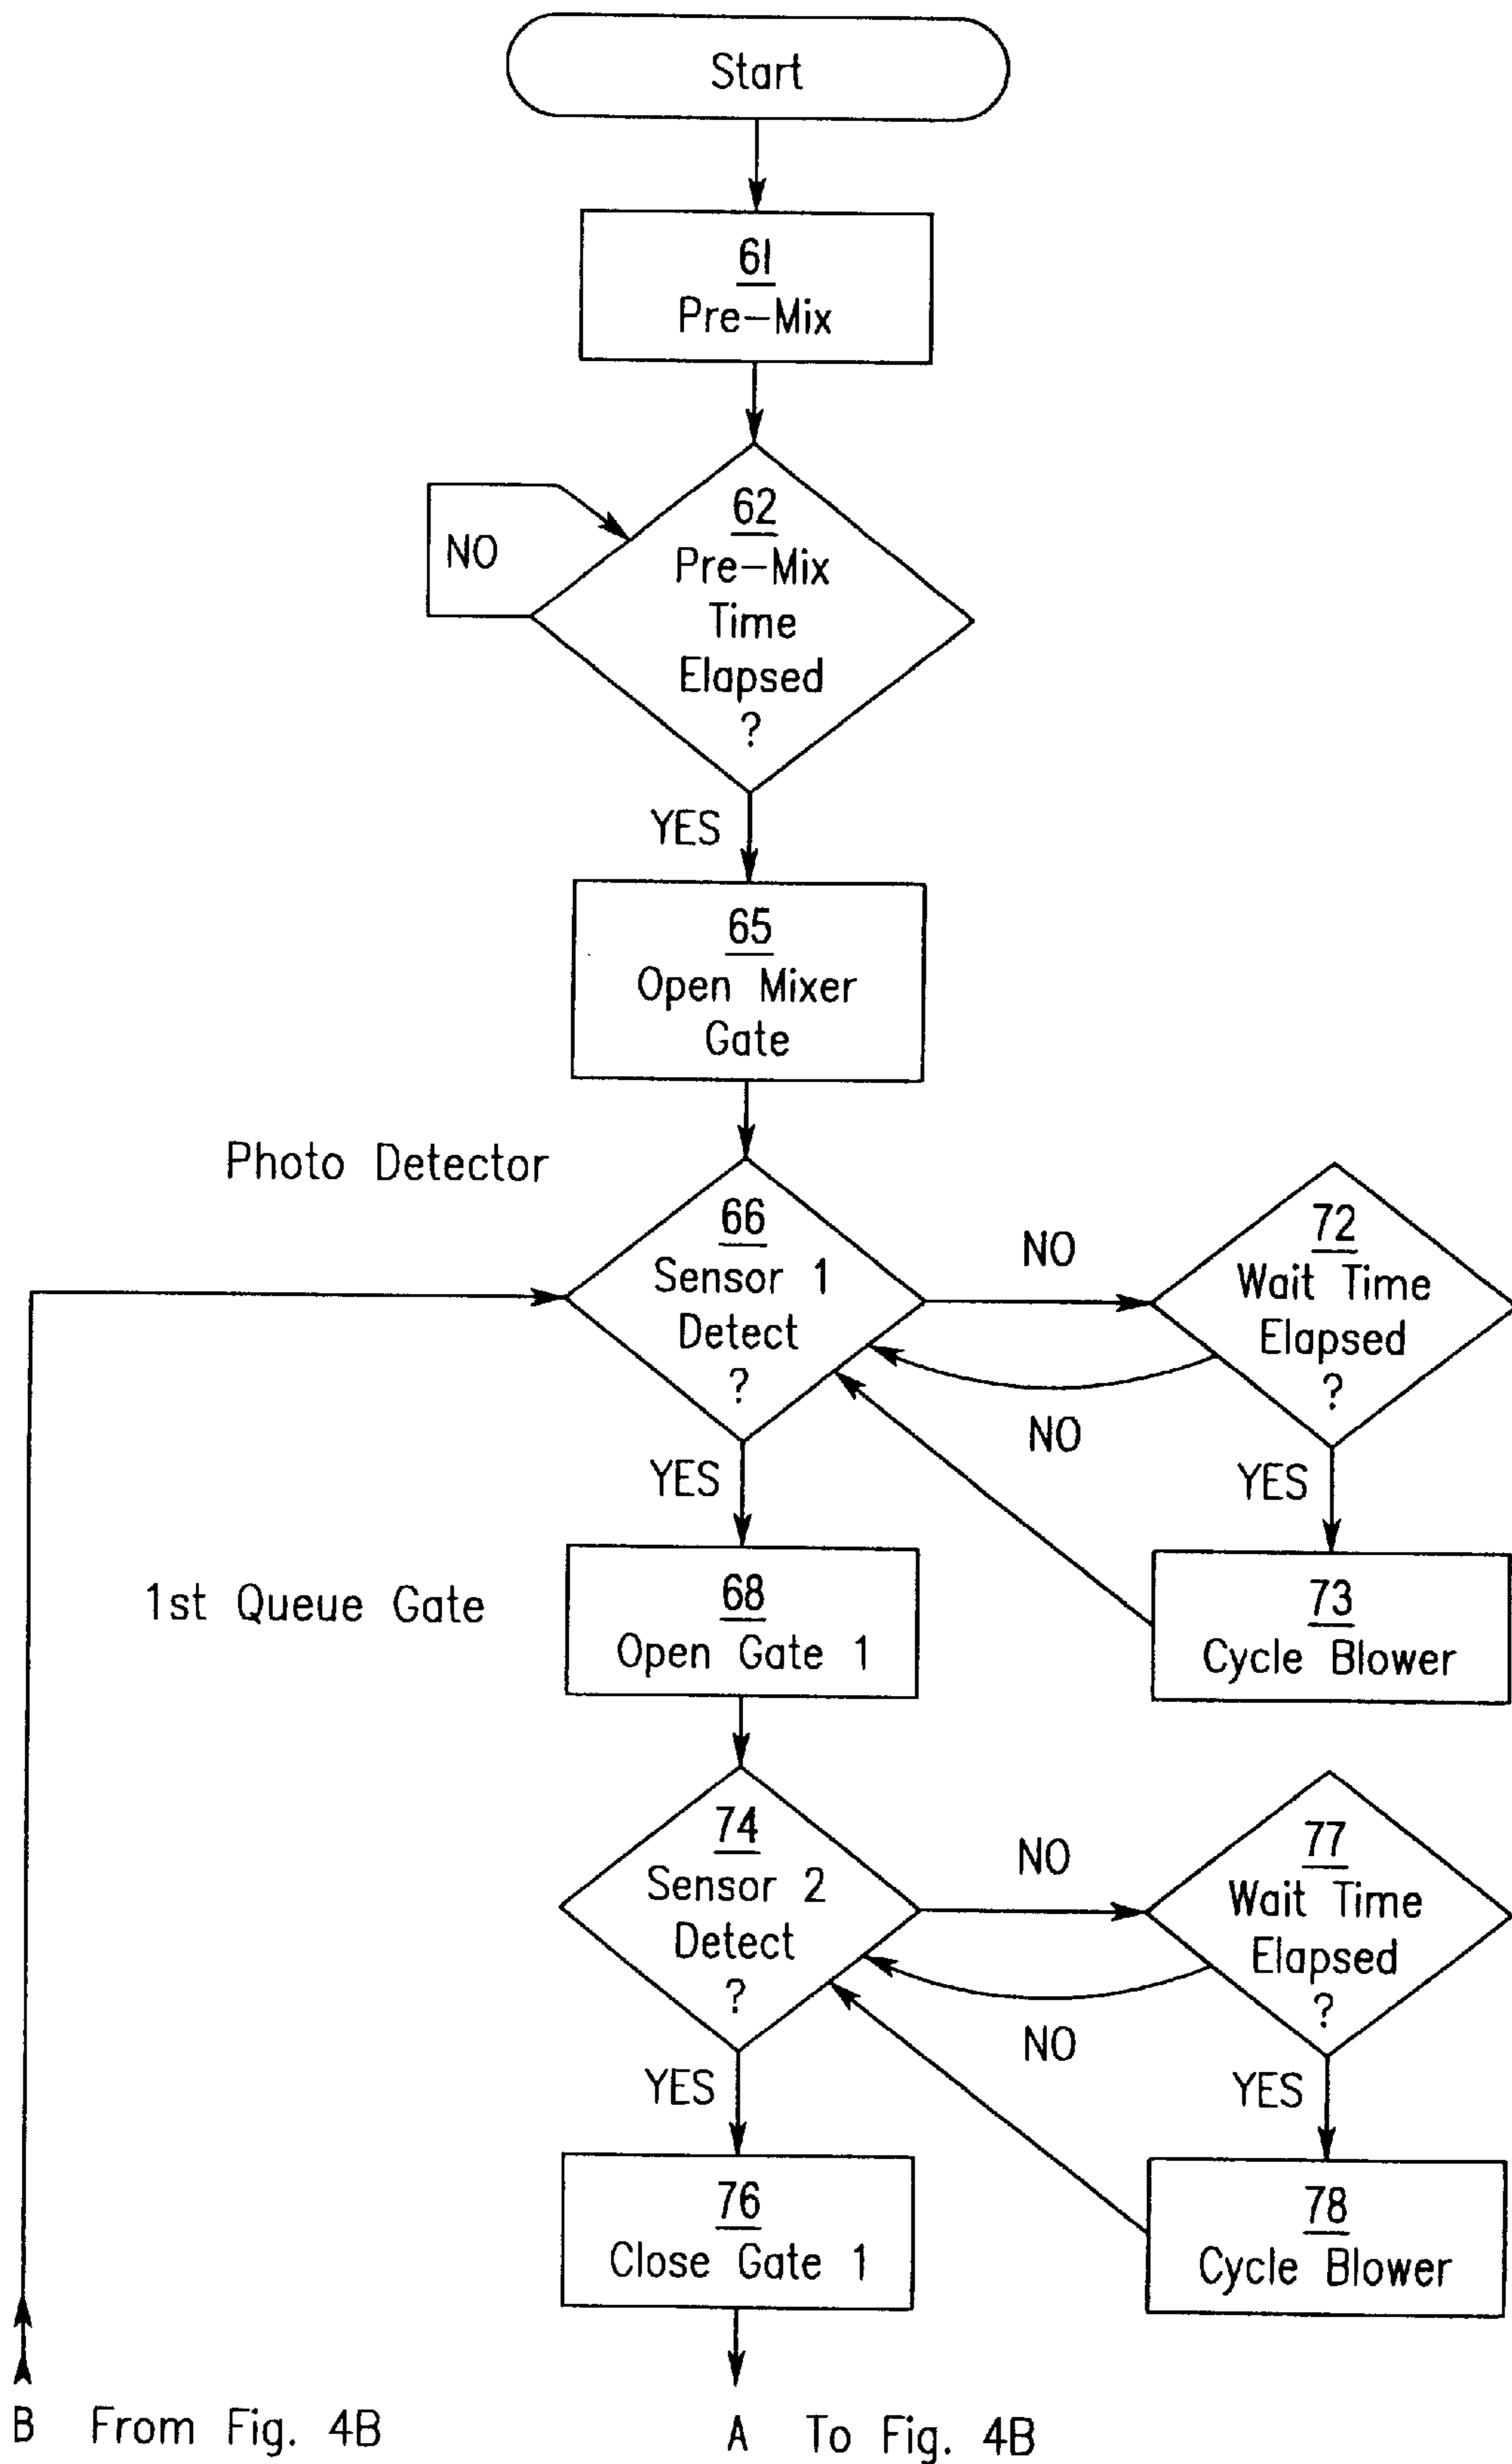 Start
61
Pre-Mix
62
Pre-Mix
Time
Elapsed
?
NO
YES
65
Open Mixer
Gate
Photo Detector
66
Sensor 1
Detect
?
NO
72
Wait Time
Elapsed
?
NO
YES
YES
1st Queue Gate
68
Open Gate 1
73
Cycle Blower
74
Sensor 2
Detect
?
NO
77
Wait Time
Elapsed
?
NO
YES
YES
76
Close Gate 1
78
Cycle Blower
B From Fig. 4B
A To Fig. 4B